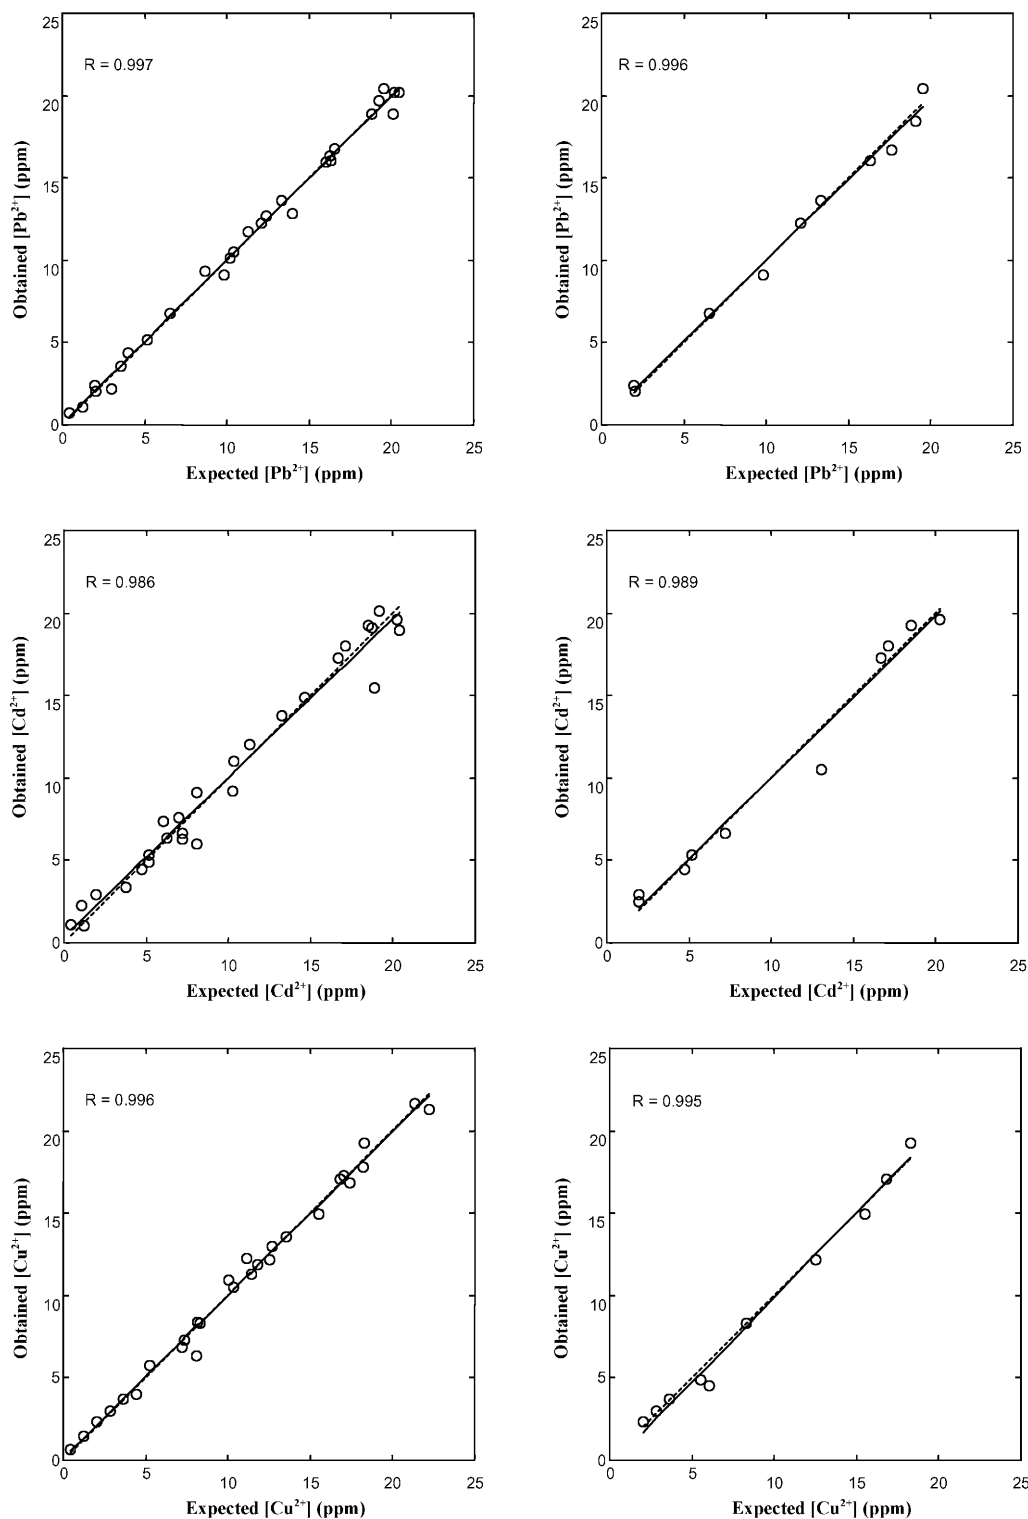 25
20
15
10
5
0
R = 0.997
Obtained [Pb²⁺] (ppm)
0 5 10 15 20 25
Expected [Pb²⁺] (ppm)
25
20
15
10
5
0
R = 0.996
Obtained [Pb²⁺] (ppm)
0 5 10 15 20 25
Expected [Pb²⁺] (ppm)
25
20
15
10
5
0
R = 0.986
Obtained [Cd²⁺] (ppm)
0 5 10 15 20 25
Expected [Cd²⁺] (ppm)
25
20
15
10
5
0
R = 0.989
Obtained [Cd²⁺] (ppm)
0 5 10 15 20 25
Expected [Cd²⁺] (ppm)
25
20
15
10
5
0
R = 0.996
Obtained [Cu²⁺] (ppm)
0 5 10 15 20 25
Expected [Cu²⁺] (ppm)
25
20
15
10
5
0
R = 0.995
Obtained [Cu²⁺] (ppm)
0 5 10 15 20 25
Expected [Cu²⁺] (ppm)